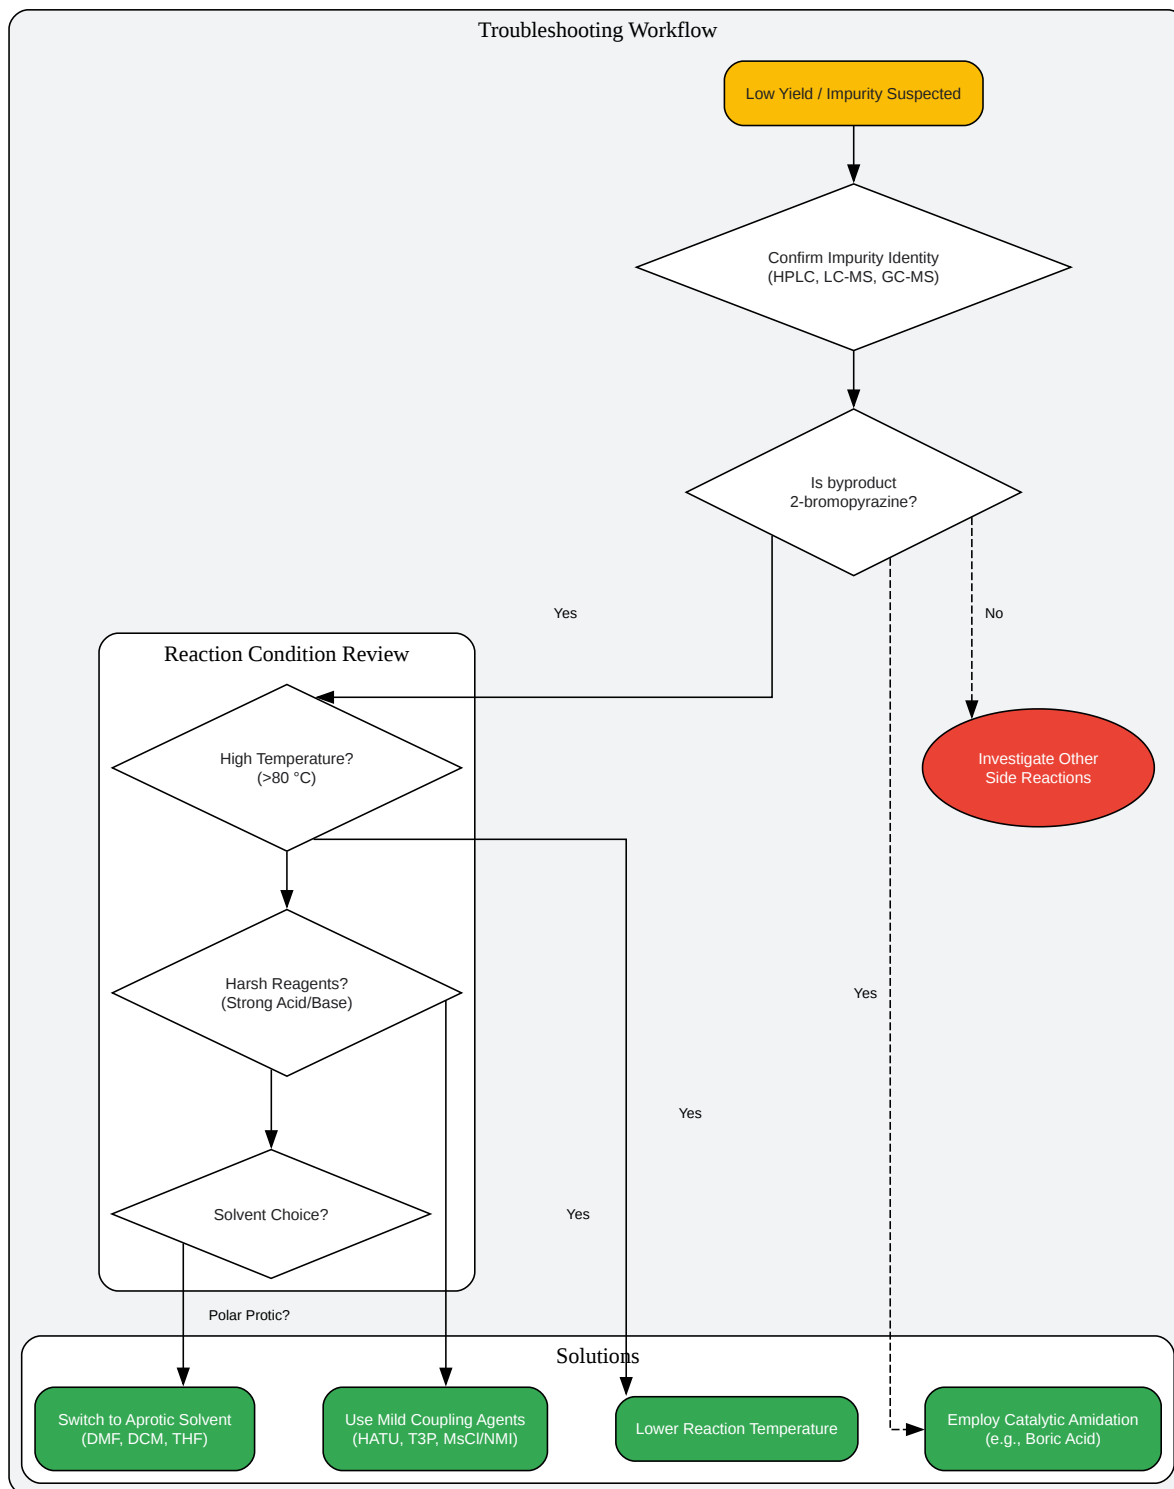 Troubleshooting Workflow
Low Yield / Impurity Suspected
Confirm Impurity Identity
(HPLC, LC-MS, GC-MS)
Is byproduct
2-bromopyrazine?
Yes
No
Reaction Condition Review
High Temperature?
(>80 °C)
Investigate Other
Side Reactions
Harsh Reagents?
(Strong Acid/Base)
Yes
Yes
Solvent Choice?
Yes
Polar Protic?
Solutions
Switch to Aprotic Solvent
(DMF, DCM, THF)
Use Mild Coupling Agents
(HATU, T3P, MsCl/NMI)
Lower Reaction Temperature
Employ Catalytic Amidation
(e.g., Boric Acid)